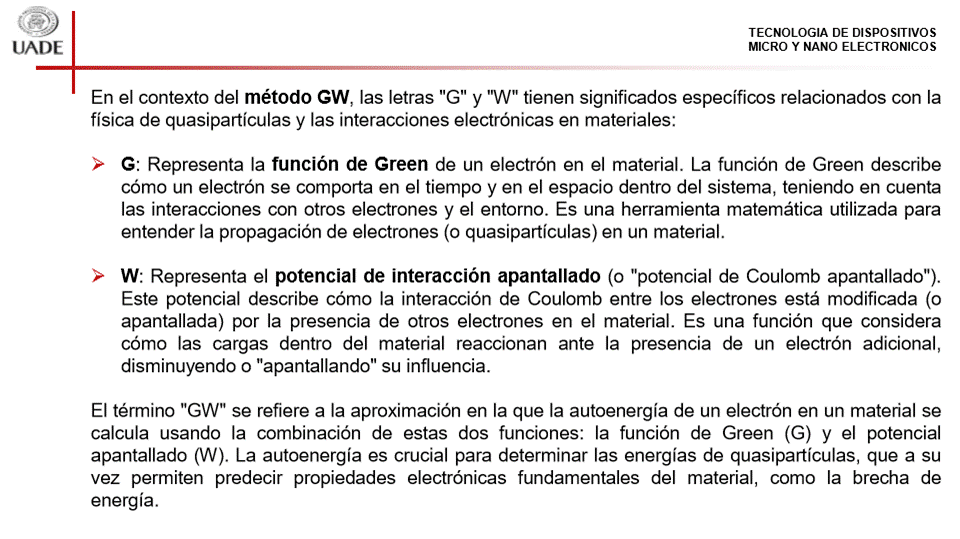 UADE
TECNOLOGIA DE DISPOSITIVOS
MICRO Y NANO ELECTRONICOS
En el contexto del método GW, las letras "G" y "W" tienen significados específicos relacionados con la
física de quasipartículas y las interacciones electrónicas en materiales:
G: Representa la función de Green de un electrón en el material. La función de Green describe
cómo un electrón se comporta en el tiempo y en el espacio dentro del sistema, teniendo en cuenta
las interacciones con otros electrones y el entorno. Es una herramienta matemática utilizada para
entender la propagación de electrones (o quasipartículas) en un material.
W: Representa el potencial de interacción apantallado (o "potencial de Coulomb apantallado").
Este potencial describe cómo la interacción de Coulomb entre los electrones está modificada (o
apantallada) por la presencia de otros electrones en el material. Es una función que considera
cómo las cargas dentro del material reaccionan ante la presencia de un electrón adicional,
disminuyendo o "apantallando" su influencia.
El término "GW" se refiere a la aproximación en la que la autoenergía de un electrón en un material se
calcula usando la combinación de estas dos funciones: la función de Green (G) y el potencial
apantallado (W). La autoenergía es crucial para determinar las energías de quasipartículas, que a su
vez permiten predecir propiedades electrónicas fundamentales del material, como la brecha de
energía.